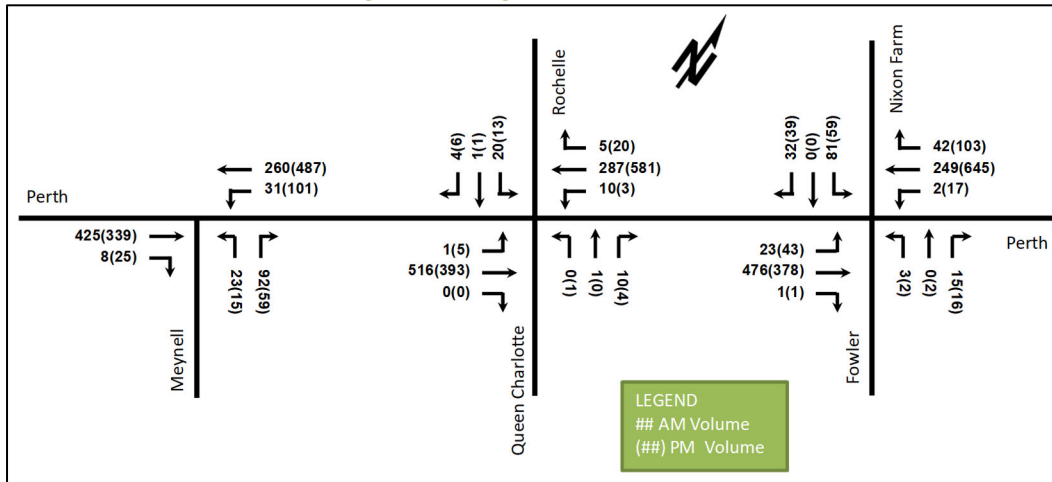 Rochelle
Nixon Farm
4(6)
1(1)
20(13)
5(20)
287(581)
10(3)
32(39)
0(0)
81(59)
42(103)
249(645)
2(17)
260(487)
31(101)
Perth
425(339)
8(25)
23(15)
92(59)
1(5)
516(393)
0(0)
0(1)
1(0)
10(4)
23(43)
476(378)
1(1)
3(2)
0(2)
15(16)
Perth
Meynell
Queen Charlotte
Fowler
N
LEGEND
## AM Volume
(##) PM Volume